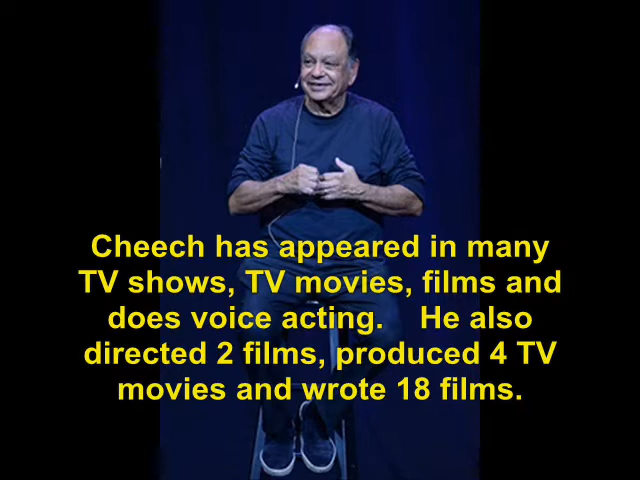 Cheech has appeared in many
TV shows, TV movies, films and
does voice acting.    He also
directed 2 films, produced 4 TV
movies and wrote 18 films.